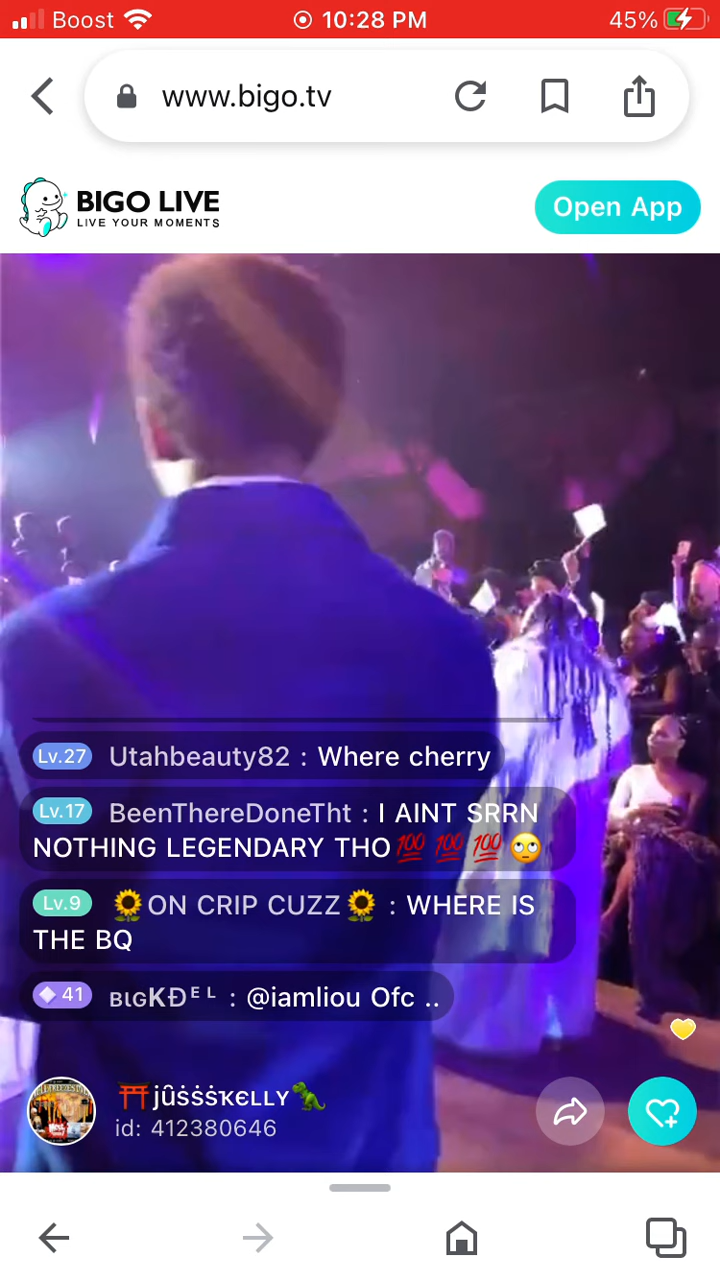 Boost 10:28 PM 45%
www.bigo.tv
BIGO LIVE
LIVE YOUR MOMENTS
Open App
Lv.27 Utahbeauty82 : Where cherry
Lv.17 BeenThereDoneTht : I AINT SRRN
NOTHING LEGENDARY THO💯 💯 💯 🙄
Lv.9 🌻ON CRIP CUZZ🌻 : WHERE IS
THE BQ
41 ʙɪɢKĐᴱᴸ : @iamliou Ofc ..
⛩jȗṡṡṡҡЄLLY🦖
id: 412380646